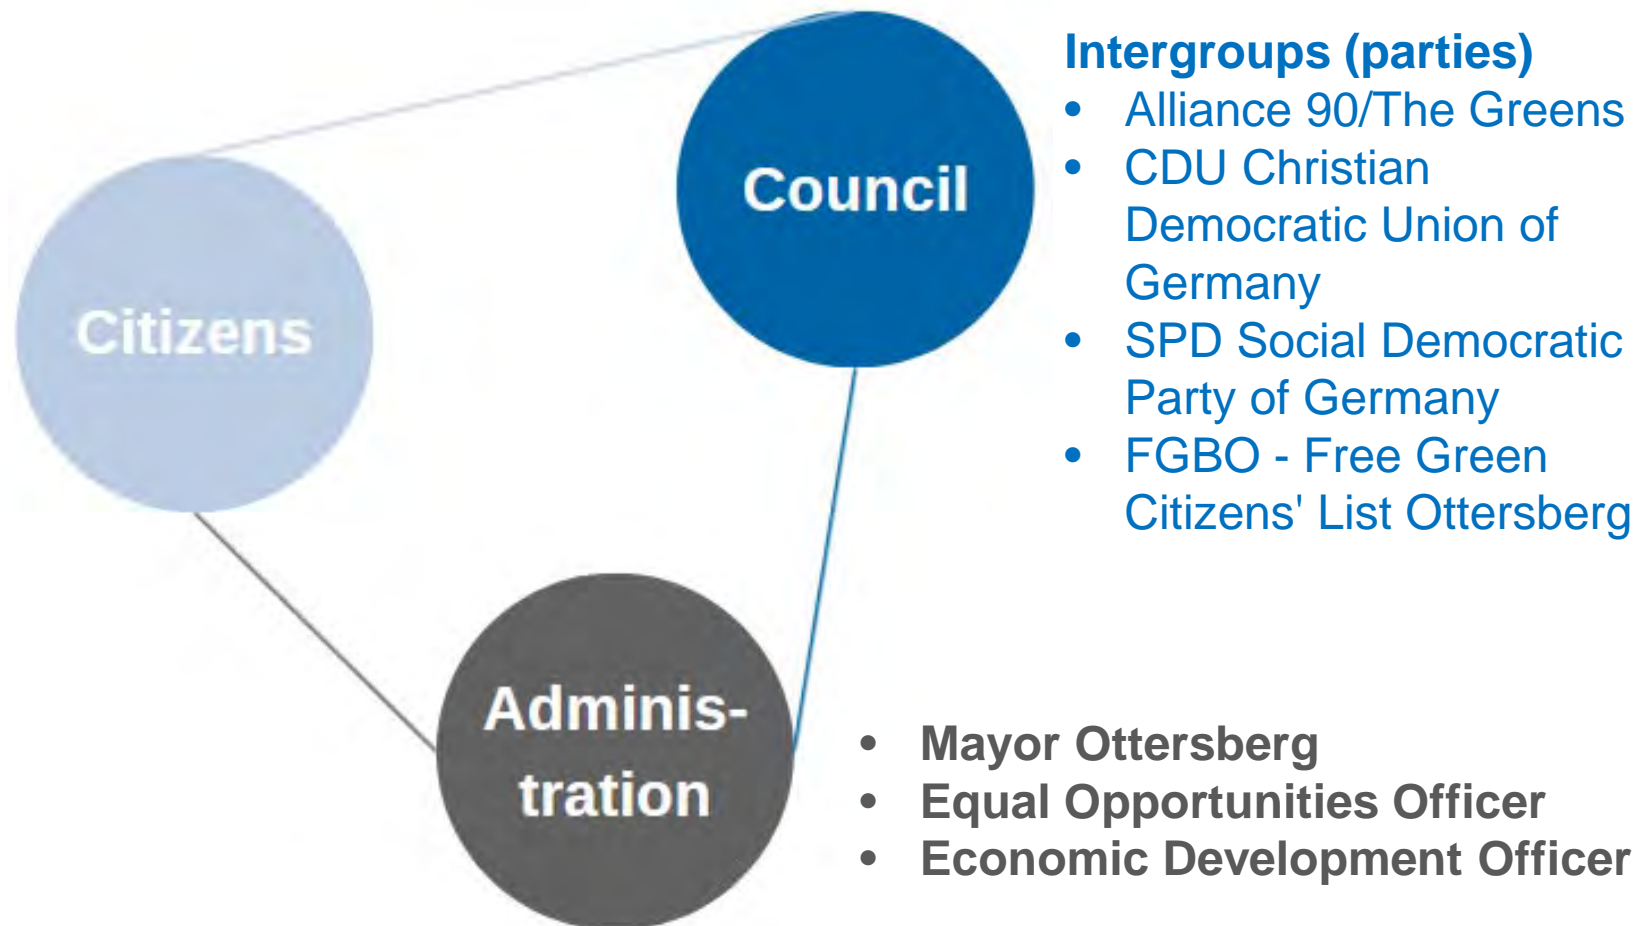 Citizens
Council
Adminis-
tration
Intergroups (parties)
• Alliance 90/The Greens
• CDU Christian
Democratic Union of
Germany
• SPD Social Democratic
Party of Germany
• FGBO - Free Green
Citizens' List Ottersberg
• Mayor Ottersberg
• Equal Opportunities Officer
• Economic Development Officer